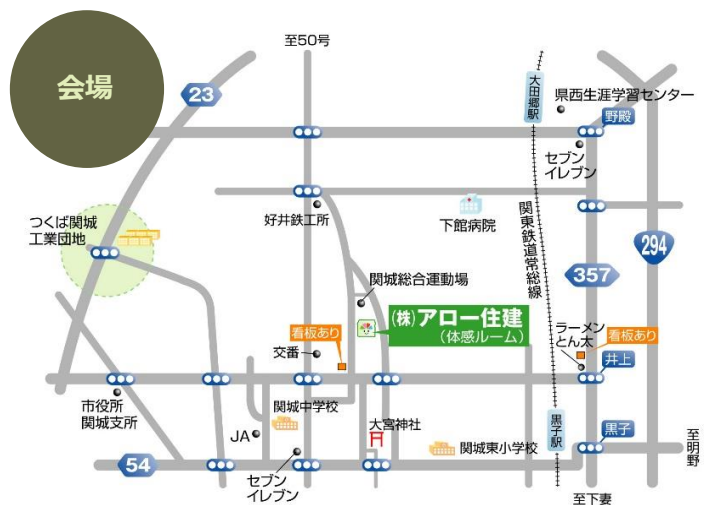 会場
至50号
23
大田郷駅
県西生涯学習センター
野殿
セブン
イレブン
つくば関城
工業団地
好井鉄工所
下館病院
関東鉄道常総線
294
357
関城総合運動場
(株)アロー住建
(体感ルーム)
看板あり
交番
ラーメン
とん太
看板あり
井上
市役所
関城支所
関城中学校
JA
大宮神社
関城東小学校
黒子駅
黒子
至明野
54
セブン
イレブン
至下妻